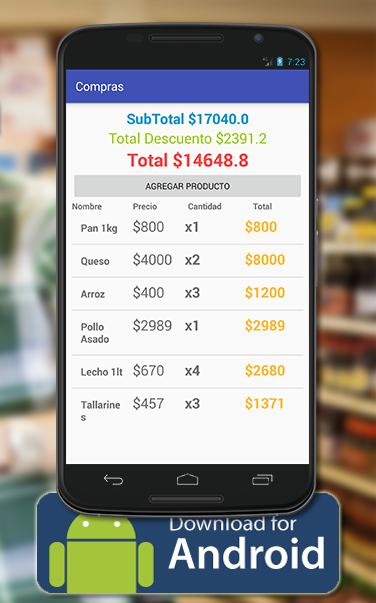 7:23
Compras
SubTotal $17040.0
Total Descuento $2391.2
Total $14648.8
AGREGAR PRODUCTO
Nombre Precio Cantidad Total
Pan 1kg $800 x1 $800
Queso $4000 x2 $8000
Arroz $400 x3 $1200
Pollo Asado $2989 x1 $2989
Lecho 1lt $670 x4 $2680
Tallarines $457 x3 $1371
Download for
Android